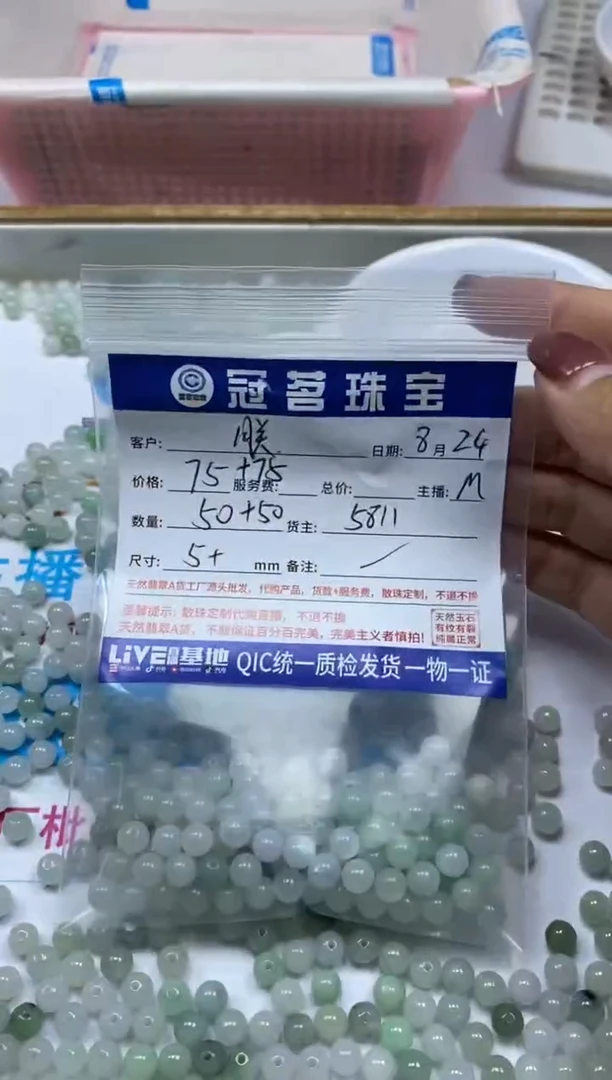 冠茗珠宝
客户: 日期: 8月24
价格: 75+75 服务费: 总价: 主播: M
数量: 50+50 货主: 5811
尺寸: 5+ mm 备注: /
天然翡翠A货工厂源头批发,代购产品,货款+服务费,散珠定制,不退不换
温馨提示: 散珠定制代购直播,不退不换
天然翡翠A货,不能保证百分百完美,完美主义者慎拍!
天然玉石
有纹有裂
纯属正常
LiVE 基地 QIC统一质检发货 一物一证
播
厂